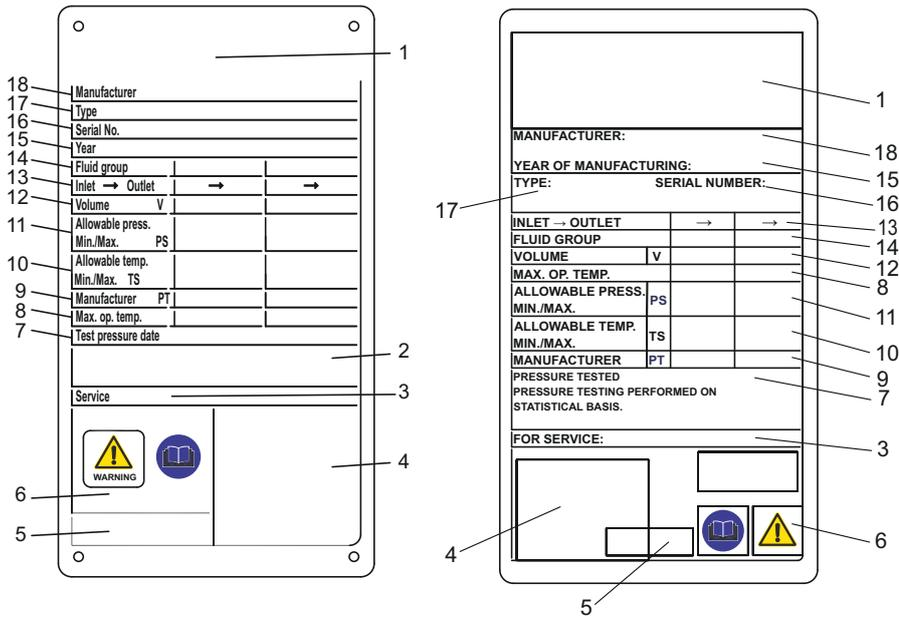 1
18 Manufacturer
17 Type
16 Serial No.
15 Year
14 Fluid group
13 Inlet → Outlet → →
12 Volume V
11 Allowable press.
Min./Max. PS
10 Allowable temp.
Min./Max. TS
9 Manufacturer PT
8 Max. op. temp.
7 Test pressure date
2
Service 3
WARNING
4
6
5
1
MANUFACTURER: 18
YEAR OF MANUFACTURING: 15
TYPE: SERIAL NUMBER: 16
17
INLET → OUTLET → → 13
FLUID GROUP 14
VOLUME V 12
MAX. OP. TEMP. 8
ALLOWABLE PRESS. PS
MIN./MAX. 11
ALLOWABLE TEMP. TS
MIN./MAX. 10
MANUFACTURER PT 9
PRESSURE TESTED 7
PRESSURE TESTING PERFORMED ON
STATISTICAL BASIS.
FOR SERVICE: 3
4
6
5